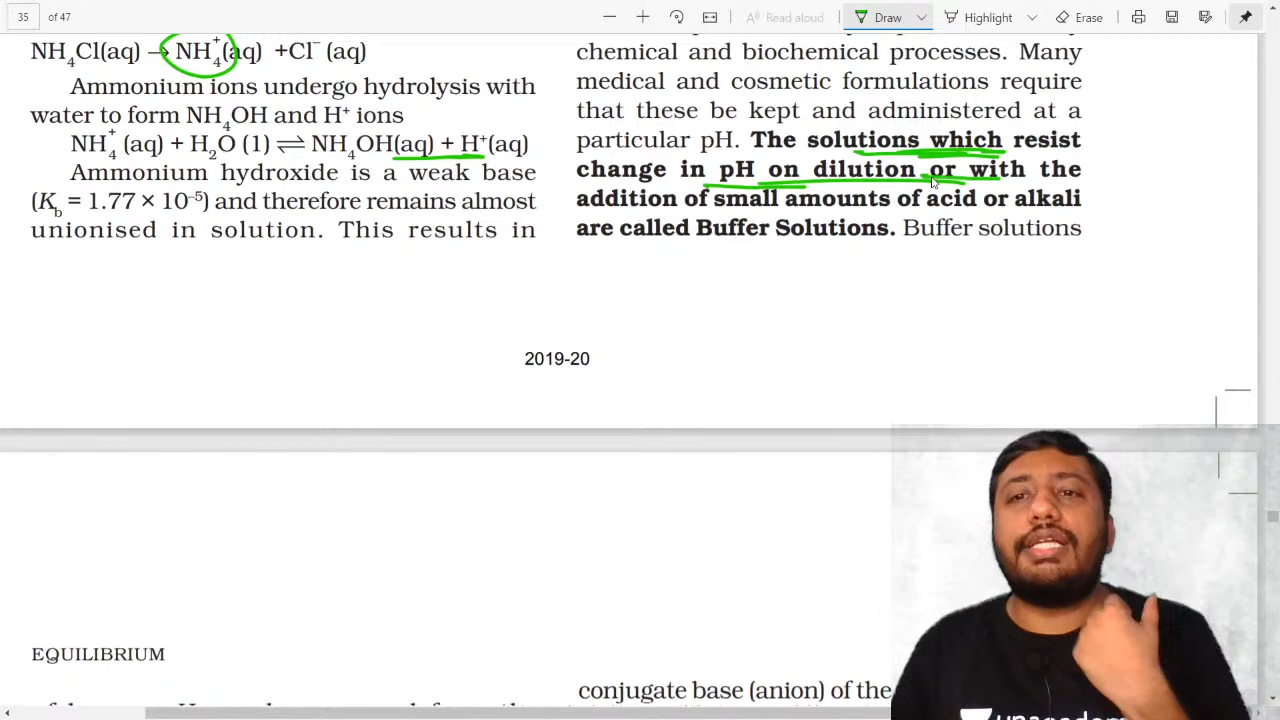 35 of 47
Read aloud
Draw
Highlight
Erase
NH4Cl(aq) → NH4+(aq) +Cl– (aq)
Ammonium ions undergo hydrolysis with
water to form NH4OH and H+ ions
NH4+ (aq) + H2O (1) ⇌ NH4OH(aq) + H+(aq)
Ammonium hydroxide is a weak base
(Kb = 1.77 × 10–5) and therefore remains almost
unionised in solution. This results in
chemical and biochemical processes. Many
medical and cosmetic formulations require
that these be kept and administered at a
particular pH. The solutions which resist
change in pH on dilution or with the
addition of small amounts of acid or alkali
are called Buffer Solutions. Buffer solutions
2019-20
EQUILIBRIUM
conjugate base (anion) of the